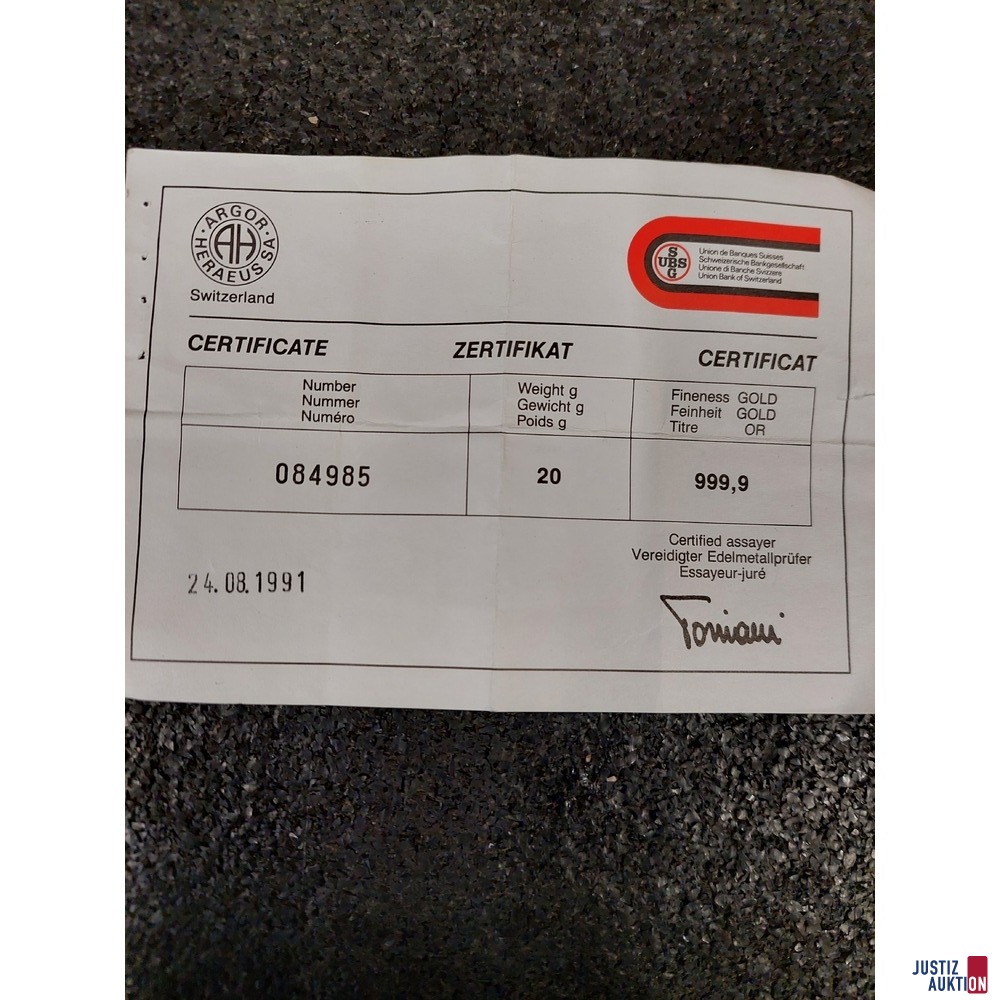 ARGOR-
HERAEUS SA
AH
Switzerland
S
UBS
G
Union de Banques Suisses
Schweizerische Bankgesellschaft
Unione di Banche Svizzere
Union Bank of Switzerland
CERTIFICATE ZERTIFIKAT CERTIFICAT
Number
Nummer
Numéro
Weight g
Gewicht g
Poids g
Fineness GOLD
Feinheit GOLD
Titre OR
084985 20 999,9
Certified assayer
Vereidigter Edelmetallprüfer
Essayeur-juré
24.08.1991
JUSTIZ
AUKTION